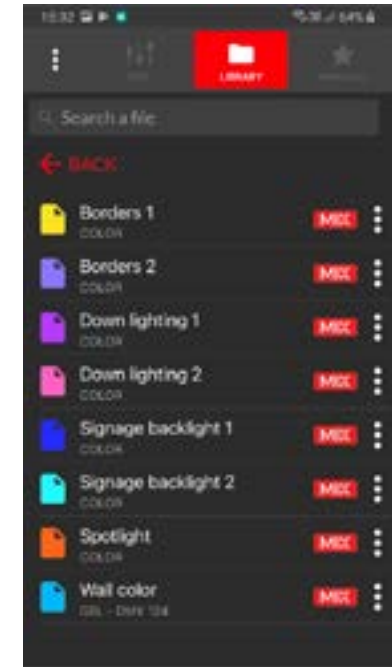 LIBRARY
Search a file
BACK
Borders 1
COLOR
MIX
Borders 2
COLOR
MIX
Down lighting 1
COLOR
MIX
Down lighting 2
COLOR
MIX
Signage backlight 1
COLOR
MIX
Signage backlight 2
COLOR
MIX
Spotlight
COLOR
MIX
Wall color
MIX